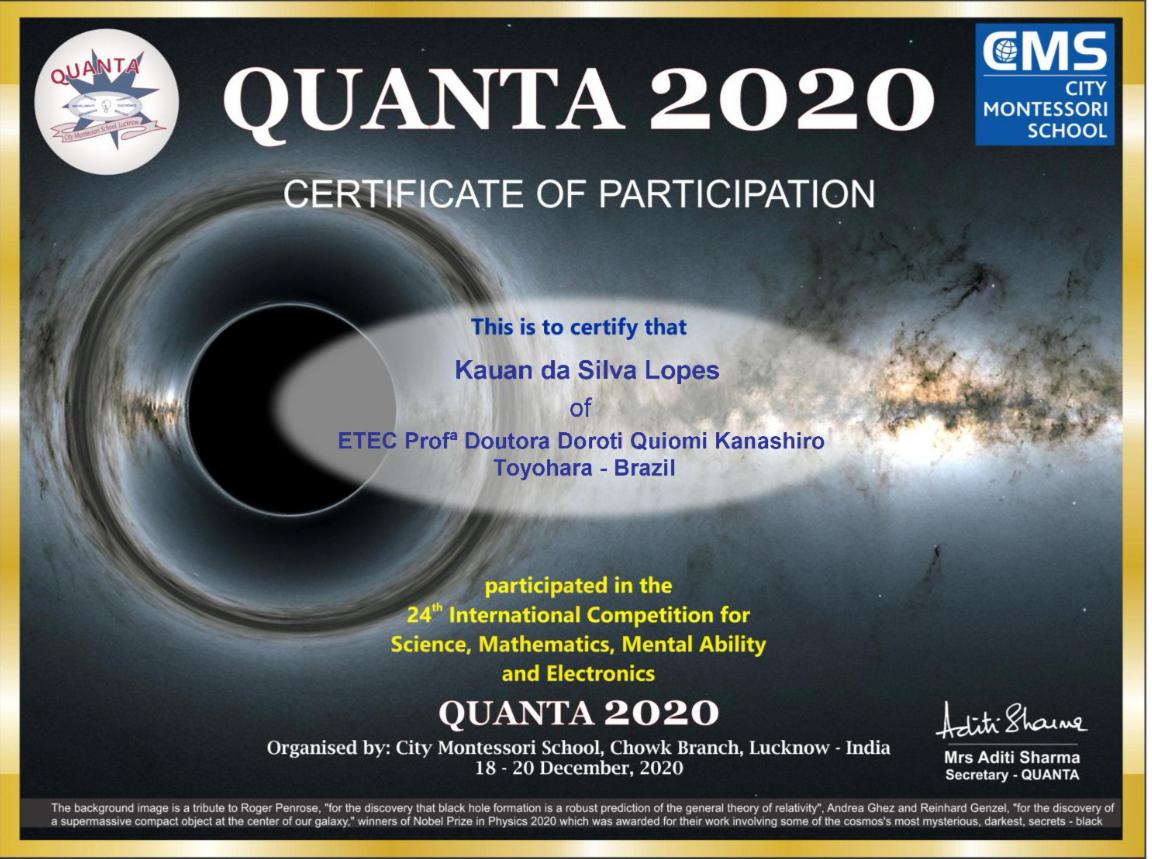 QUANTA
MENTAL ABILITY
ELECTRONICS
City Montessori School, Lucknow
QUANTA 2020
CMS
CITY
MONTESSORI
SCHOOL
CERTIFICATE OF PARTICIPATION
This is to certify that
Kauan da Silva Lopes
of
ETEC Profª Doutora Doroti Quiomi Kanashiro
Toyohara - Brazil
participated in the
24th International Competition for
Science, Mathematics, Mental Ability
and Electronics
QUANTA 2020
Organised by: City Montessori School, Chowk Branch, Lucknow - India
18 - 20 December, 2020
Aditi Sharma
Mrs Aditi Sharma
Secretary - QUANTA
The background image is a tribute to Roger Penrose, "for the discovery that black hole formation is a robust prediction of the general theory of relativity", Andrea Ghez and Reinhard Genzel, "for the discovery of
a supermassive compact object at the center of our galaxy," winners of Nobel Prize in Physics 2020 which was awarded for their work involving some of the cosmos's most mysterious, darkest, secrets - black